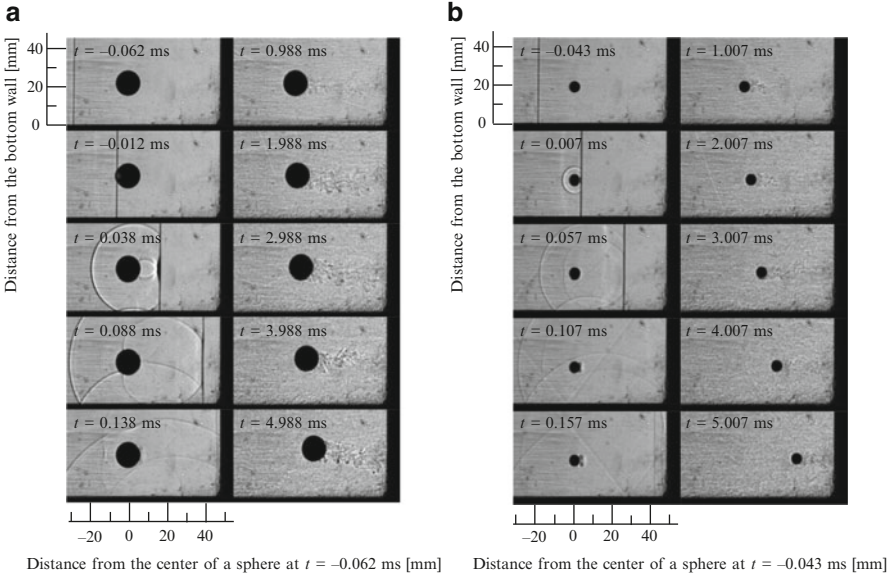 a
Distance from the bottom wall [mm]
40
20
0
t = –0.062 ms
t = –0.012 ms
t = 0.038 ms
t = 0.088 ms
t = 0.138 ms
t = 0.988 ms
t = 1.988 ms
t = 2.988 ms
t = 3.988 ms
t = 4.988 ms
–20 0 20 40
Distance from the center of a sphere at t = –0.062 ms [mm]
b
Distance from the bottom wall [mm]
40
20
0
t = –0.043 ms
t = 0.007 ms
t = 0.057 ms
t = 0.107 ms
t = 0.157 ms
t = 1.007 ms
t = 2.007 ms
t = 3.007 ms
t = 4.007 ms
t = 5.007 ms
–20 0 20 40
Distance from the center of a sphere at t = –0.043 ms [mm]